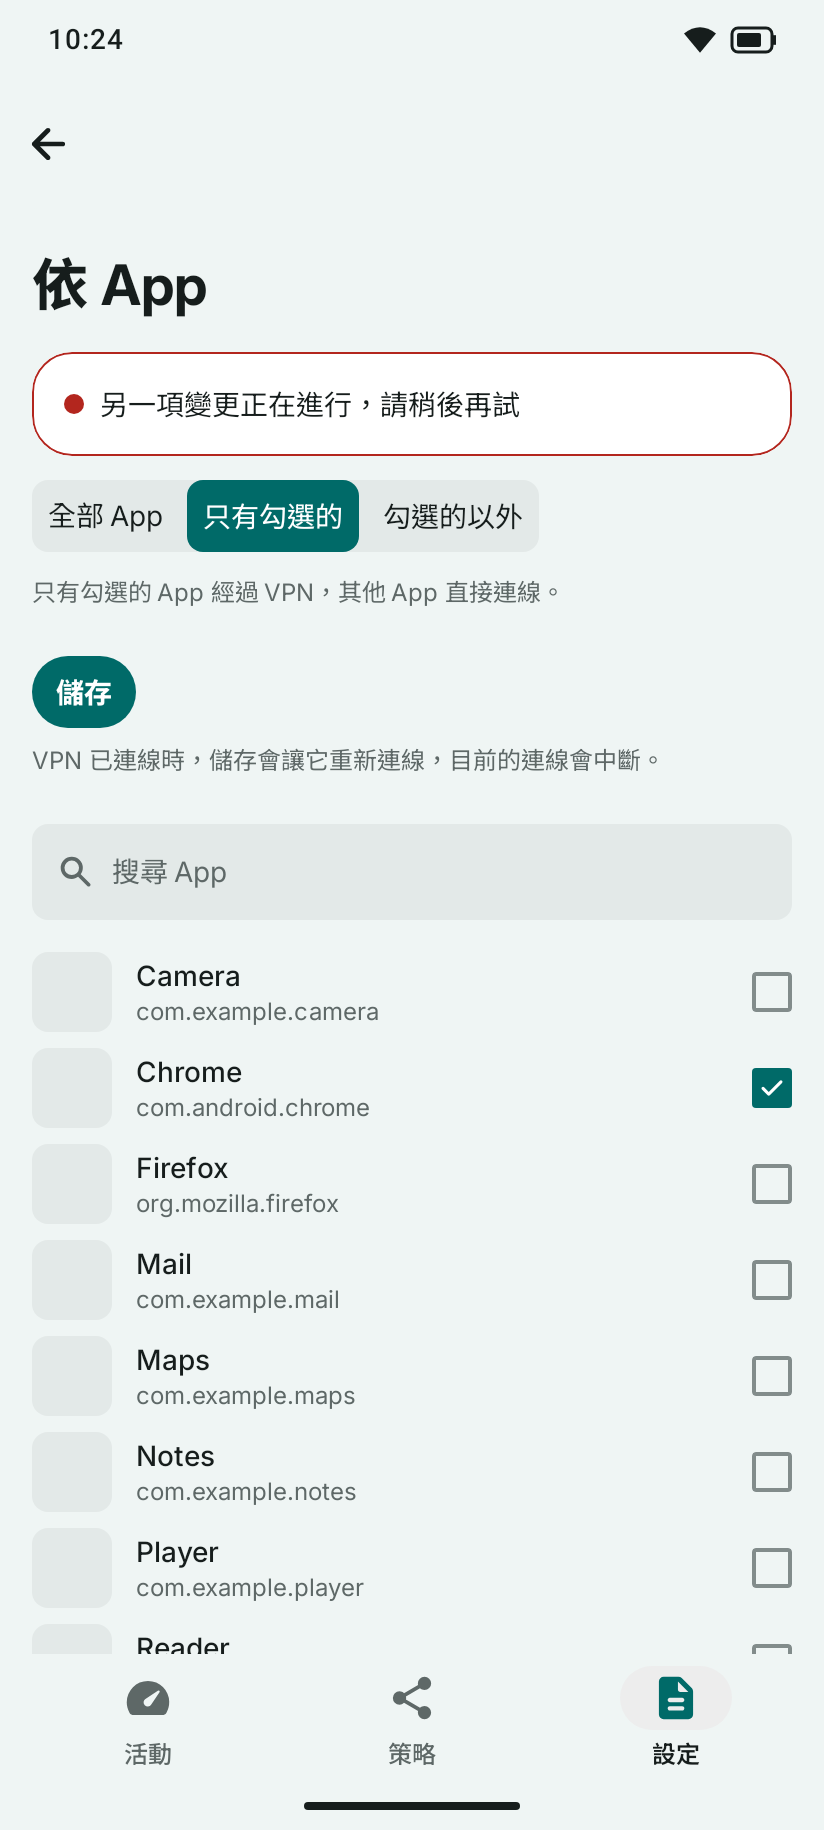 10:24
依 App
另一項變更正在進行，請稍後再試
全部 App
只有勾選的
勾選的以外
只有勾選的 App 經過 VPN，其他 App 直接連線。
儲存
VPN 已連線時，儲存會讓它重新連線，目前的連線會中斷。
搜尋 App
Camera
com.example.camera
Chrome
com.android.chrome
Firefox
org.mozilla.firefox
Mail
com.example.mail
Maps
com.example.maps
Notes
com.example.notes
Player
com.example.player
Reader
活動
策略
設定